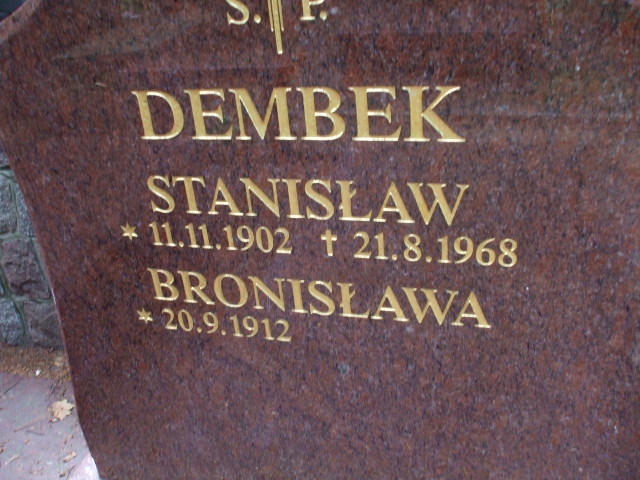 S. P.
DEMBEK
STANISŁAW
* 11.11.1902 † 21.8.1968
BRONISŁAWA
* 20.9.1912